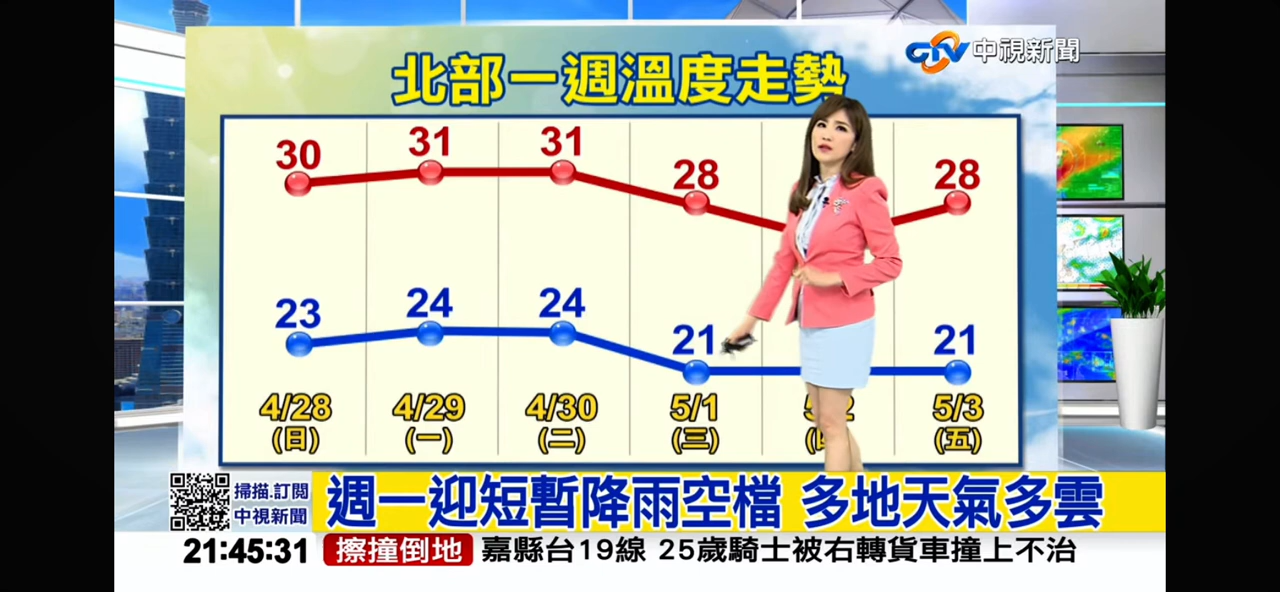 北部一週溫度走勢
CTV 中視新聞
30 31 31 28 28
23 24 24 21 21
4/28 4/29 4/30 5/1 5/3
(日) (一) (二) (三) (五)
掃描.訂閱
中視新聞
週一迎短暫降雨空檔 多地天氣多雲
21:45:31 擦撞倒地 嘉縣台19線 25歲騎士被右轉貨車撞上不治